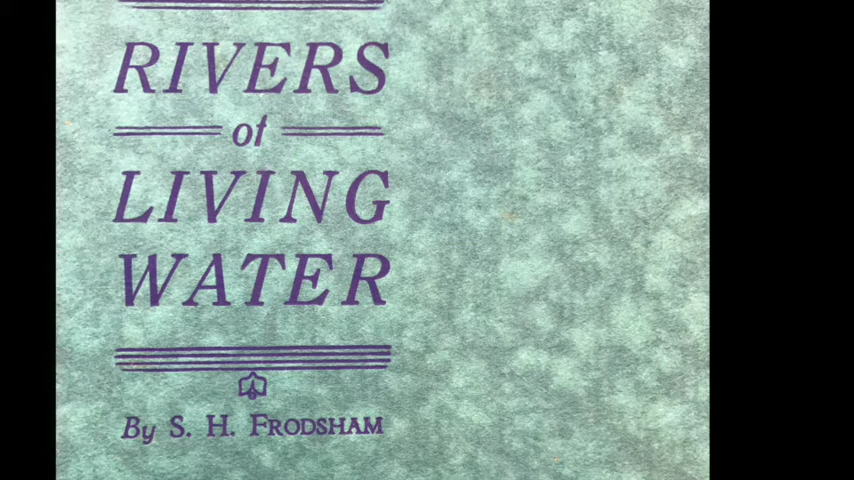 RIVERS
of
LIVING
WATER
By S. H. FRODSHAM